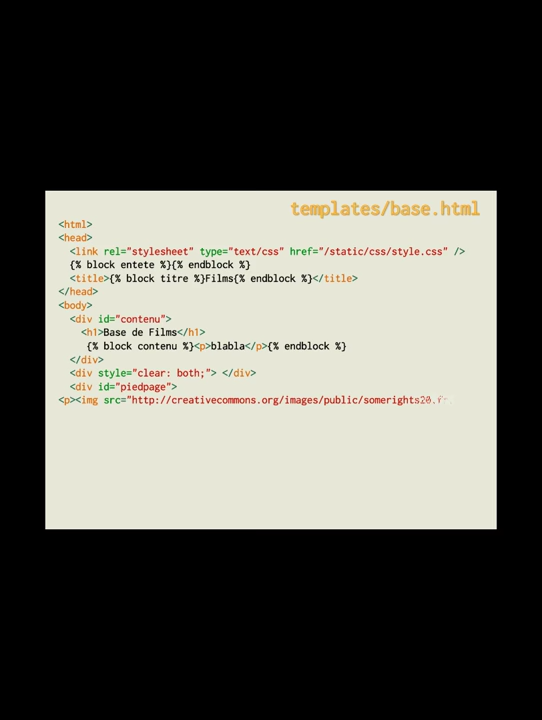 templates/base.html
<html>
<head>
<link rel="stylesheet" type="text/css" href="/static/css/style.css" />
{% block entete %}{% endblock %}
<title>{% block titre %}Films{% endblock %}</title>
</head>
<body>
<div id="contenu">
<h1>Base de Films</h1>
{% block contenu %}<p>blabla</p>{% endblock %}
</div>
<div style="clear: both;"> </div>
<div id="piedpage">
<p><img src="http://creativecommons.org/images/public/somerights20.